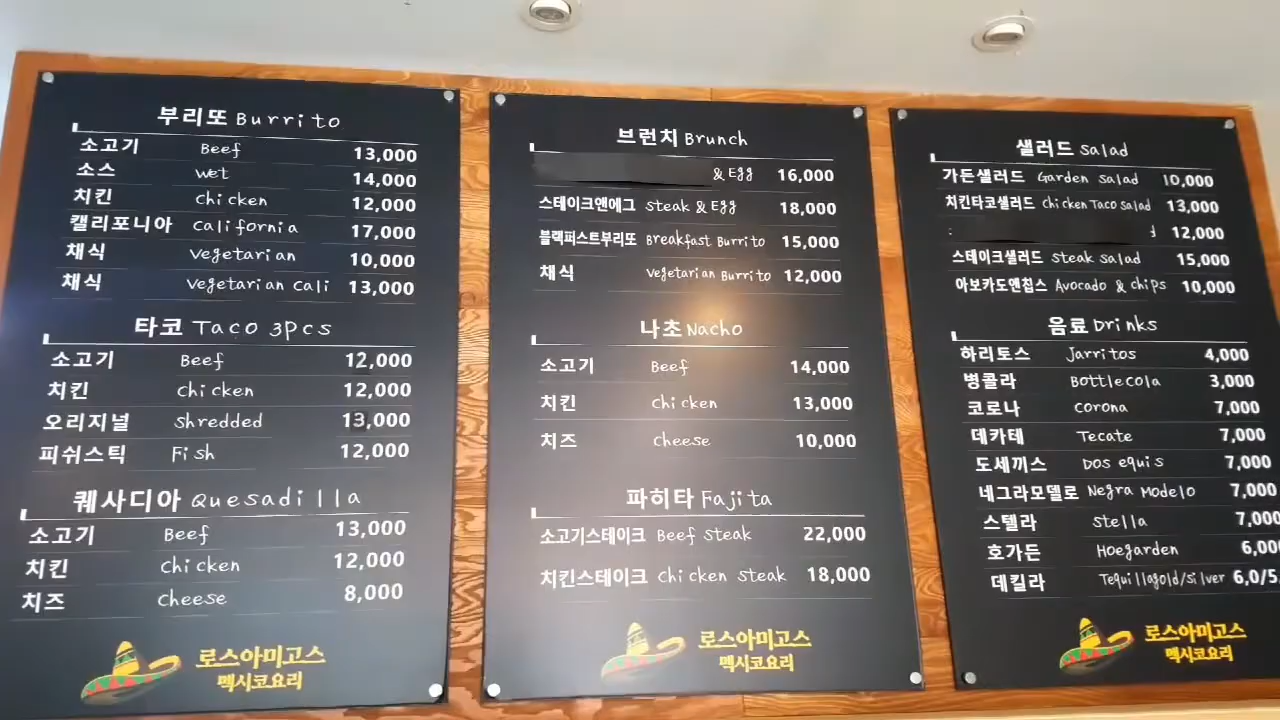 부리또 Burrito
소고기 Beef 13,000
소스 wet 14,000
치킨 chicken 12,000
캘리포니아 california 17,000
채식 vegetarian 10,000
채식 vegetarian cali 13,000
타코 Taco 3pcs
소고기 Beef 12,000
치킨 chicken 12,000
오리지널 shredded 13,000
피쉬스틱 Fish 12,000
퀘사디아 Quesadilla
소고기 Beef 13,000
치킨 chicken 12,000
치즈 cheese 8,000
로스아미고스
멕시코요리
브런치 Brunch
& Egg 16,000
스테이크앤에그 steak & Egg 18,000
블랙퍼스트부리또 Breakfast Burrito 15,000
채식 vegetarian Burrito 12,000
나초 Nacho
소고기 Beef 14,000
치킨 chicken 13,000
치즈 cheese 10,000
파히타 Fajita
소고기스테이크 Beef steak 22,000
치킨스테이크 chicken steak 18,000
로스아미고스
멕시코요리
샐러드 salad
가든샐러드 Garden salad 10,000
치킨타코샐러드 chicken Taco salad 13,000
12,000
스테이크샐러드 steak salad 15,000
아보카도앤칩스 Avocado & chips 10,000
음료 Drinks
하리토스 Jarritos 4,000
병콜라 Bottlecola 3,000
코로나 corona 7,000
데카테 Tecate 7,000
도세끼스 Dos equis 7,000
네그라모델로 Negra Modelo 7,000
스텔라 stella 7,000
호가든 Hoegarden 6,00
데킬라 Tequillagold/silver 6,0/5
로스아미고스
멕시코요리